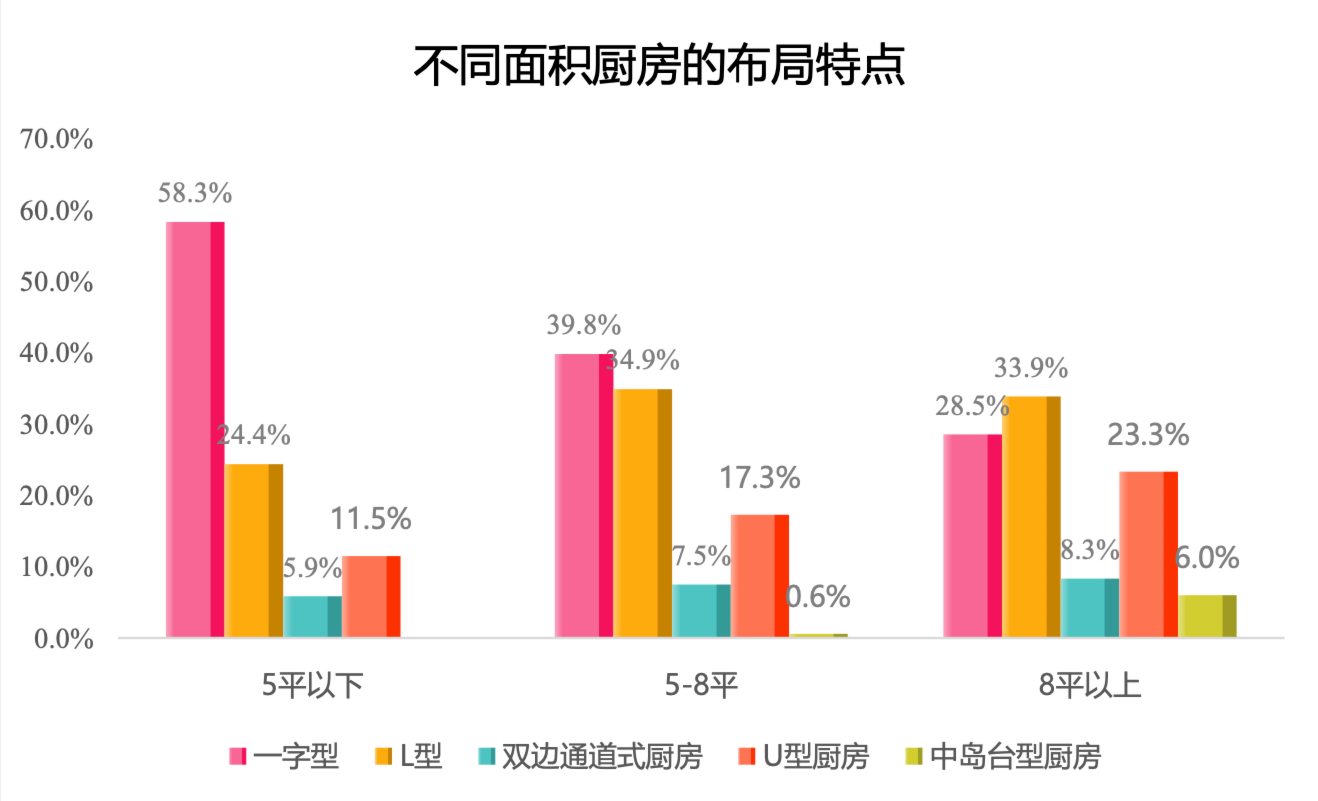 不同面积厨房的布局特点
70.0%
60.0%
50.0%
40.0%
30.0%
20.0%
10.0%
0.0%
58.3%
24.4%
5.9%
11.5%
39.8%
34.9%
7.5%
17.3%
0.6%
28.5%
33.9%
8.3%
23.3%
6.0%
5平以下
5-8平
8平以上
一字型
L型
双边通道式厨房
U型厨房
中岛台型厨房